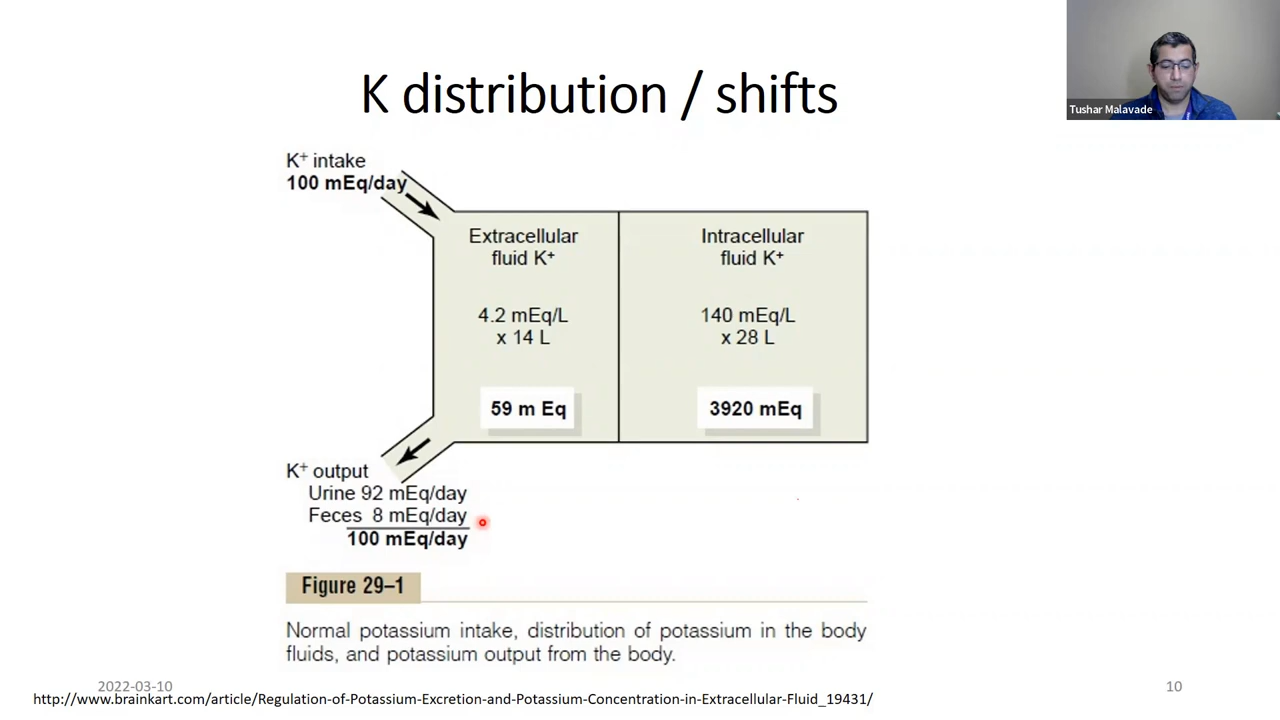 Tushar Malavade
K distribution / shifts
K+ intake
100 mEq/day
Extracellular
fluid K+
4.2 mEq/L
x 14 L
59 m Eq
Intracellular
fluid K+
140 mEq/L
x 28 L
3920 mEq
K+ output
Urine 92 mEq/day
Feces 8 mEq/day
100 mEq/day
Figure 29–1
Normal potassium intake, distribution of potassium in the body
fluids, and potassium output from the body.
2022-03-10
10
http://www.brainkart.com/article/Regulation-of-Potassium-Excretion-and-Potassium-Concentration-in-Extracellular-Fluid_19431/